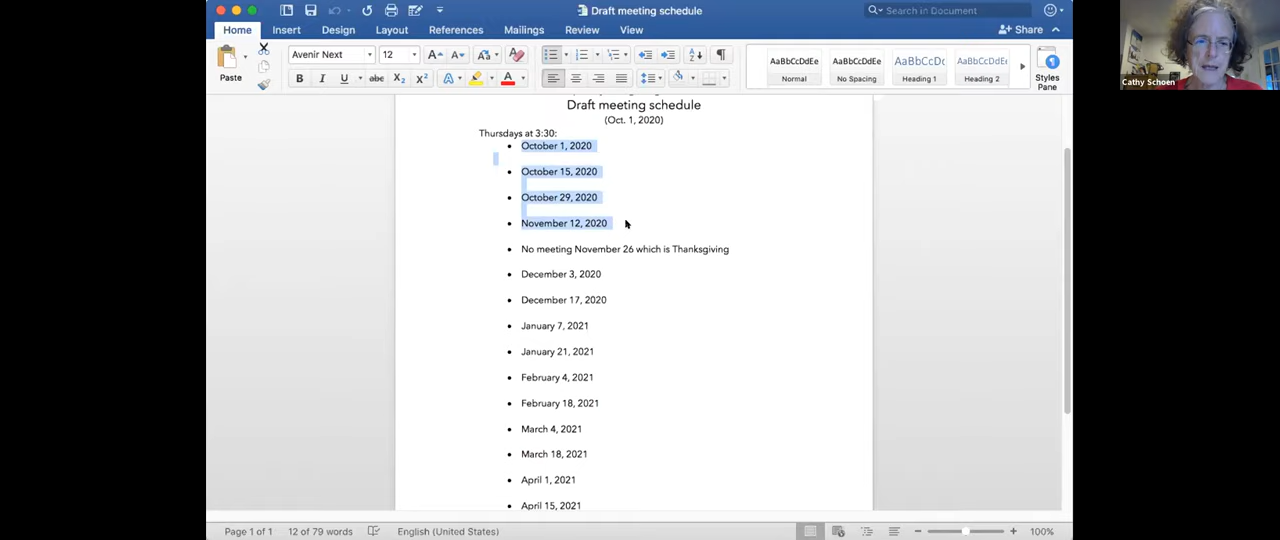 Draft meeting schedule
Search in Document
Home Insert Design Layout References Mailings Review View
Share
Paste
Avenir Next 12
AaBbCcDdEe AaBbCcDdEe AaBbCcDc AaBbCcDdEe
Normal No Spacing Heading 1 Heading 2
Styles
Pane
Cathy Schoen
Draft meeting schedule
(Oct. 1, 2020)
Thursdays at 3:30:
• October 1, 2020
• October 15, 2020
• October 29, 2020
• November 12, 2020
• No meeting November 26 which is Thanksgiving
• December 3, 2020
• December 17, 2020
• January 7, 2021
• January 21, 2021
• February 4, 2021
• February 18, 2021
• March 4, 2021
• March 18, 2021
• April 1, 2021
• April 15, 2021
Page 1 of 1 12 of 79 words English (United States) 100%